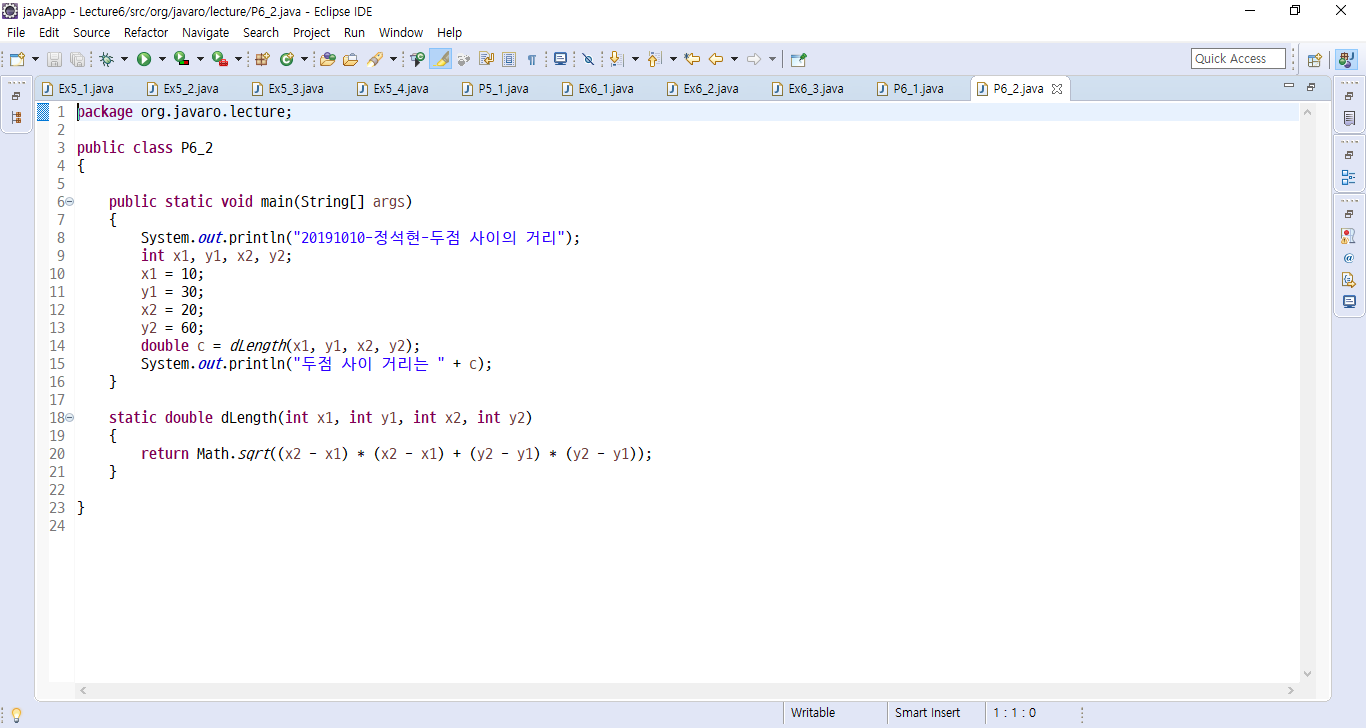 javaApp - Lecture6/src/org/javaro/lecture/P6_2.java - Eclipse IDE
File Edit Source Refactor Navigate Search Project Run Window Help
Quick Access
Ex5_1.java Ex5_2.java Ex5_3.java Ex5_4.java P5_1.java Ex6_1.java Ex6_2.java Ex6_3.java P6_1.java P6_2.java
1 package org.javaro.lecture;
2
3 public class P6_2
4 {
5
6 public static void main(String[] args)
7 {
8 System.out.println("20191010-정석현-두점 사이의 거리");
9 int x1, y1, x2, y2;
10 x1 = 10;
11 y1 = 30;
12 x2 = 20;
13 y2 = 60;
14 double c = dLength(x1, y1, x2, y2);
15 System.out.println("두점 사이 거리는 " + c);
16 }
17
18 static double dLength(int x1, int y1, int x2, int y2)
19 {
20 return Math.sqrt((x2 - x1) * (x2 - x1) + (y2 - y1) * (y2 - y1));
21 }
22
23 }
24
Writable Smart Insert 1 : 1 : 0